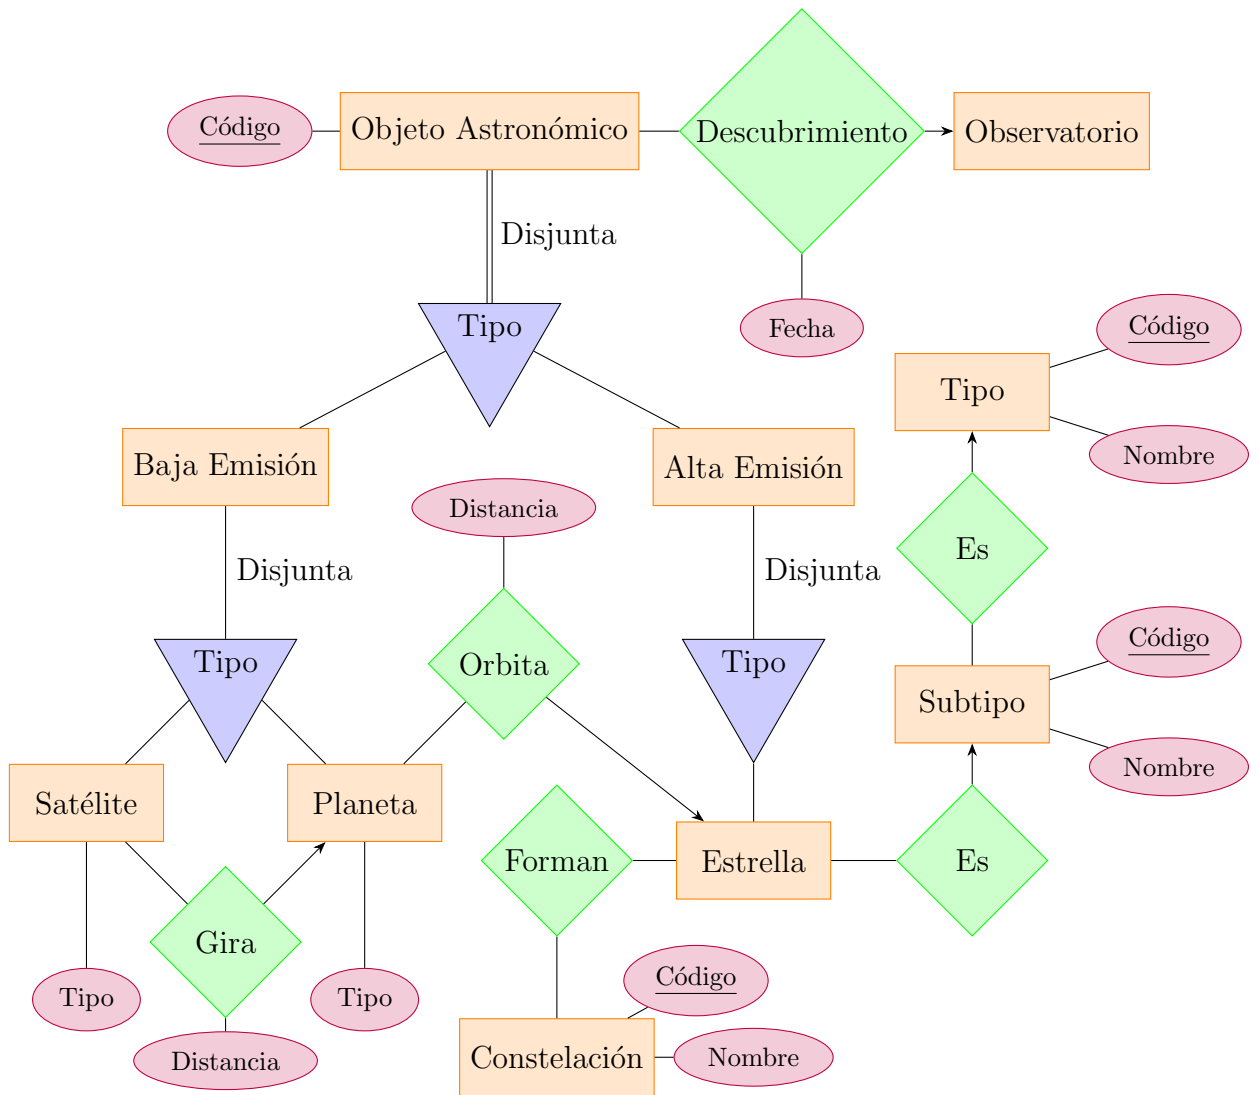 Código
Objeto Astronómico
Descubrimiento
Observatorio
Disjunta
Tipo
Fecha
Código
Tipo
Nombre
Baja Emisión
Alta Emisión
Distancia
Es
Disjunta
Disjunta
Tipo
Orbita
Tipo
Código
Subtipo
Nombre
Satélite
Planeta
Forman
Estrella
Es
Gira
Tipo
Tipo
Código
Distancia
Constelación
Nombre